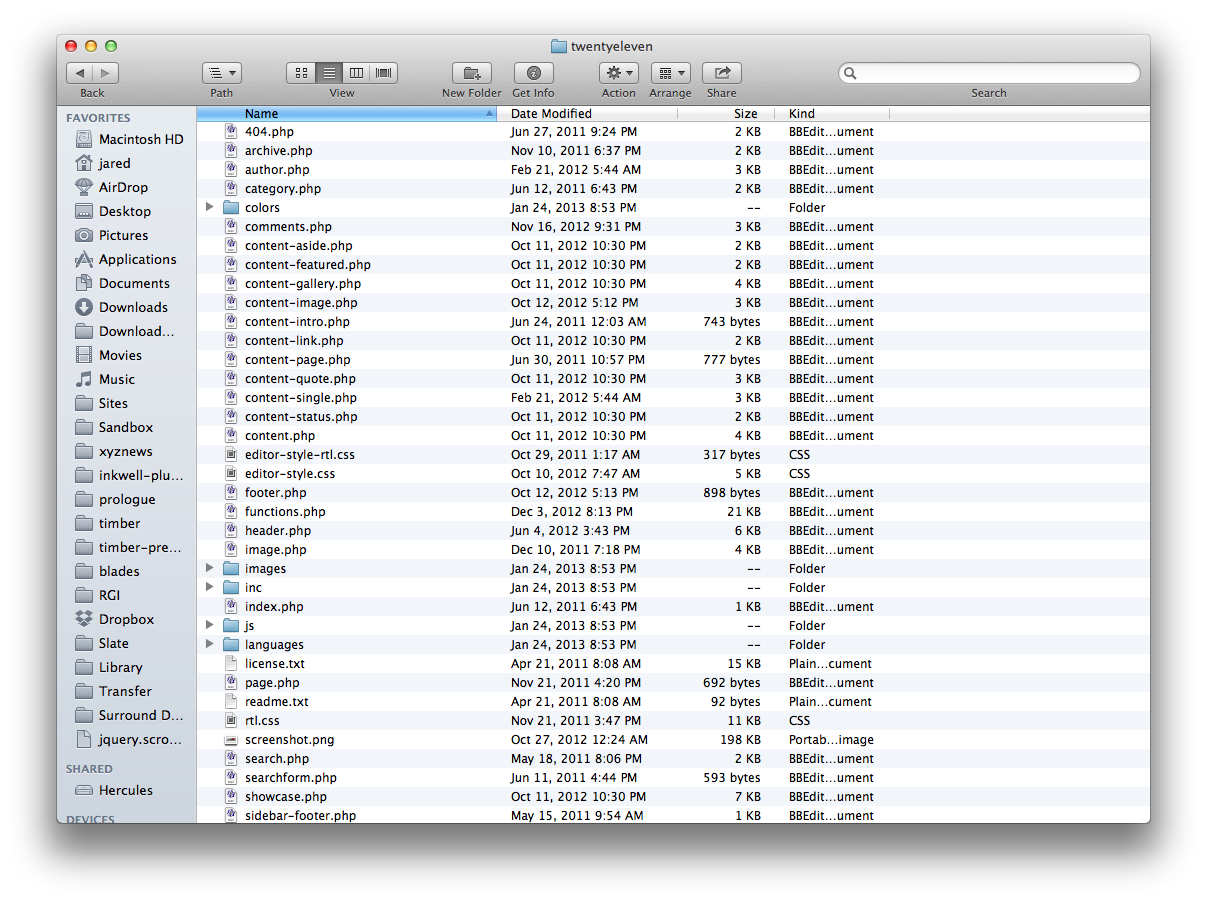 twentyeleven
Back Path View New Folder Get Info Action Arrange Share Search
FAVORITES
Macintosh HD
jared
AirDrop
Desktop
Pictures
Applications
Documents
Downloads
Download...
Movies
Music
Sites
Sandbox
xyznews
inkwell-plu...
prologue
timber
timber-pre...
blades
RGI
Dropbox
Slate
Library
Transfer
Surround D...
jquery.scro...
SHARED
Hercules
DEVICES
Name Date Modified Size Kind
404.php Jun 27, 2011 9:24 PM 2 KB BBEdit...ument
archive.php Nov 10, 2011 6:37 PM 2 KB BBEdit...ument
author.php Feb 21, 2012 5:44 AM 3 KB BBEdit...ument
category.php Jun 12, 2011 6:43 PM 2 KB BBEdit...ument
colors Jan 24, 2013 8:53 PM -- Folder
comments.php Nov 16, 2012 9:31 PM 3 KB BBEdit...ument
content-aside.php Oct 11, 2012 10:30 PM 2 KB BBEdit...ument
content-featured.php Oct 11, 2012 10:30 PM 2 KB BBEdit...ument
content-gallery.php Oct 11, 2012 10:30 PM 4 KB BBEdit...ument
content-image.php Oct 12, 2012 5:12 PM 3 KB BBEdit...ument
content-intro.php Jun 24, 2011 12:03 AM 743 bytes BBEdit...ument
content-link.php Oct 11, 2012 10:30 PM 2 KB BBEdit...ument
content-page.php Jun 30, 2011 10:57 PM 777 bytes BBEdit...ument
content-quote.php Oct 11, 2012 10:30 PM 3 KB BBEdit...ument
content-single.php Feb 21, 2012 5:44 AM 3 KB BBEdit...ument
content-status.php Oct 11, 2012 10:30 PM 2 KB BBEdit...ument
content.php Oct 11, 2012 10:30 PM 4 KB BBEdit...ument
editor-style-rtl.css Oct 29, 2011 1:17 AM 317 bytes CSS
editor-style.css Oct 10, 2012 7:47 AM 5 KB CSS
footer.php Oct 12, 2012 5:13 PM 898 bytes BBEdit...ument
functions.php Dec 3, 2012 8:13 PM 21 KB BBEdit...ument
header.php Jun 4, 2012 3:43 PM 6 KB BBEdit...ument
image.php Dec 10, 2011 7:18 PM 4 KB BBEdit...ument
images Jan 24, 2013 8:53 PM -- Folder
inc Jan 24, 2013 8:53 PM -- Folder
index.php Jun 12, 2011 6:43 PM 1 KB BBEdit...ument
js Jan 24, 2013 8:53 PM -- Folder
languages Jan 24, 2013 8:53 PM -- Folder
license.txt Apr 21, 2011 8:08 AM 15 KB Plain...cument
page.php Nov 21, 2011 4:20 PM 692 bytes BBEdit...ument
readme.txt Apr 21, 2011 8:08 AM 92 bytes Plain...cument
rtl.css Nov 21, 2011 3:47 PM 11 KB CSS
screenshot.png Oct 27, 2012 12:24 AM 198 KB Portab...image
search.php May 18, 2011 8:06 PM 2 KB BBEdit...ument
searchform.php Jun 11, 2011 4:44 PM 593 bytes BBEdit...ument
showcase.php Oct 11, 2012 10:30 PM 7 KB BBEdit...ument
sidebar-footer.php May 15, 2011 9:54 AM 1 KB BBEdit...ument